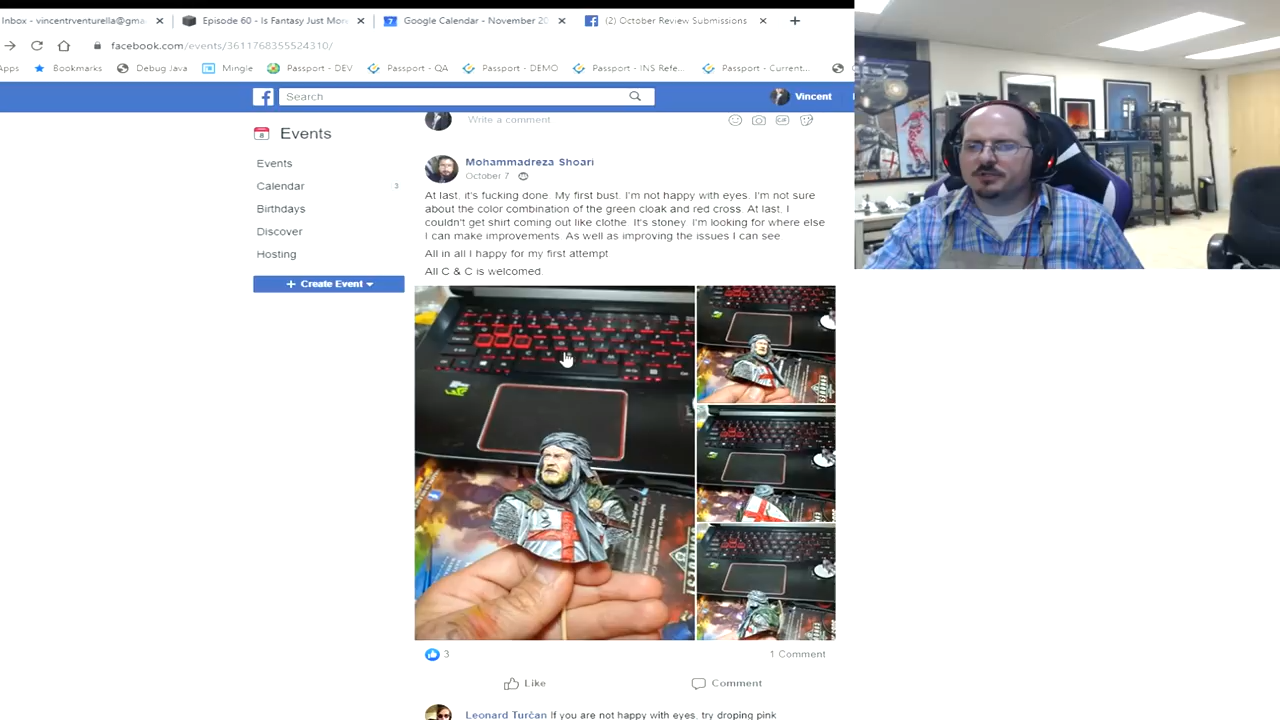 Inbox - vincentrventurella@gma
Episode 60 - Is Fantasy Just Mor
Google Calendar - November 20
(2) October Review Submissions
facebook.com/events/3611768355524310/
Apps
Bookmarks
Debug Java
Mingle
Passport - DEV
Passport - QA
Passport - DEMO
Passport - INS Refe...
Passport - Current...
Search
Vincent
Events
Events
Calendar
3
Birthdays
Discover
Hosting
+ Create Event
Write a comment
Mohammadreza Shoari
October 7
At last, it's fucking done. My first bust. I'm not happy with eyes. I'm not sure
about the color combination of the green cloak and red cross. At last, I
couldn't get shirt coming out like clothe. It's stoney. I'm looking for where else
I can make improvements. As well as improving the issues I can see
All in all I happy for my first attempt
All C & C is welcomed.
3
1 Comment
Like
Comment
Leonard Turčan If you are not happy with eyes, try droping pink